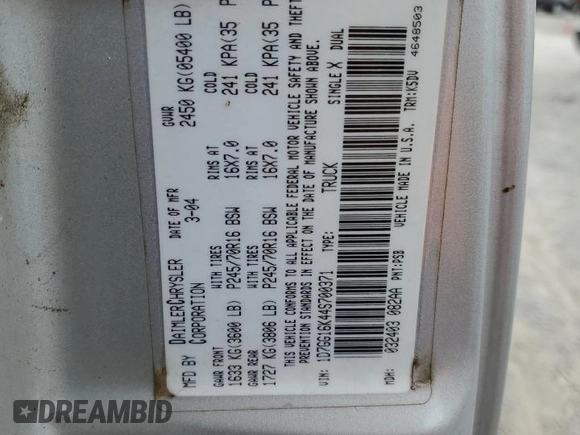 MFD BY DAIMLERCHRYSLER CORPORATION
DATE OF MFR 3-04
GVWR 2450 KG(05400 LB)
GAWR FRONT WITH TIRES RIMS AT COLD
1633 KG(3600 LB) P245/70R16 BSW 16X7.0 241 KPA(35 P
GAWR REAR WITH TIRES RIMS AT COLD
1727 KG(3806 LB) P245/70R16 BSW 16X7.0 241 KPA(35 P
THIS VEHICLE CONFORMS TO ALL APPLICABLE FEDERAL MOTOR VEHICLE SAFETY AND THEFT
PREVENTION STANDARDS IN EFFECT ON THE DATE OF MANUFACTURE SHOWN ABOVE.
VIN: 1D7GG16K44S700371 TYPE: TRUCK SINGLE X DUAL
MDH: 032403 082AA PNT:PSB VEHICLE MADE IN U.S.A. TRM:K5DV 4648503
DREAMBID